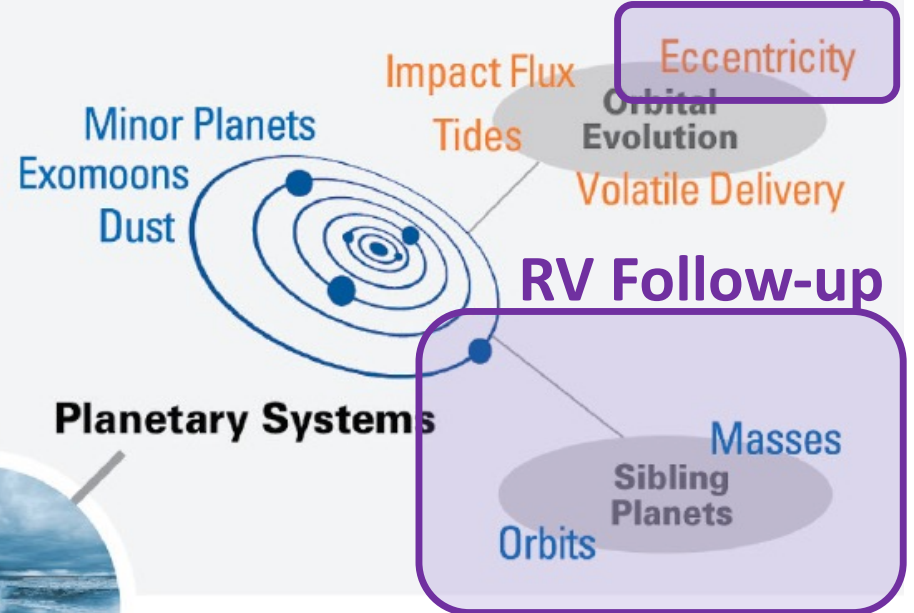 Eccentricity
Impact Flux
Orbital
Evolution
Tides
Volatile Delivery
Minor Planets
Exomoons
Dust
RV Follow-up
Planetary Systems
Masses
Sibling
Planets
Orbits